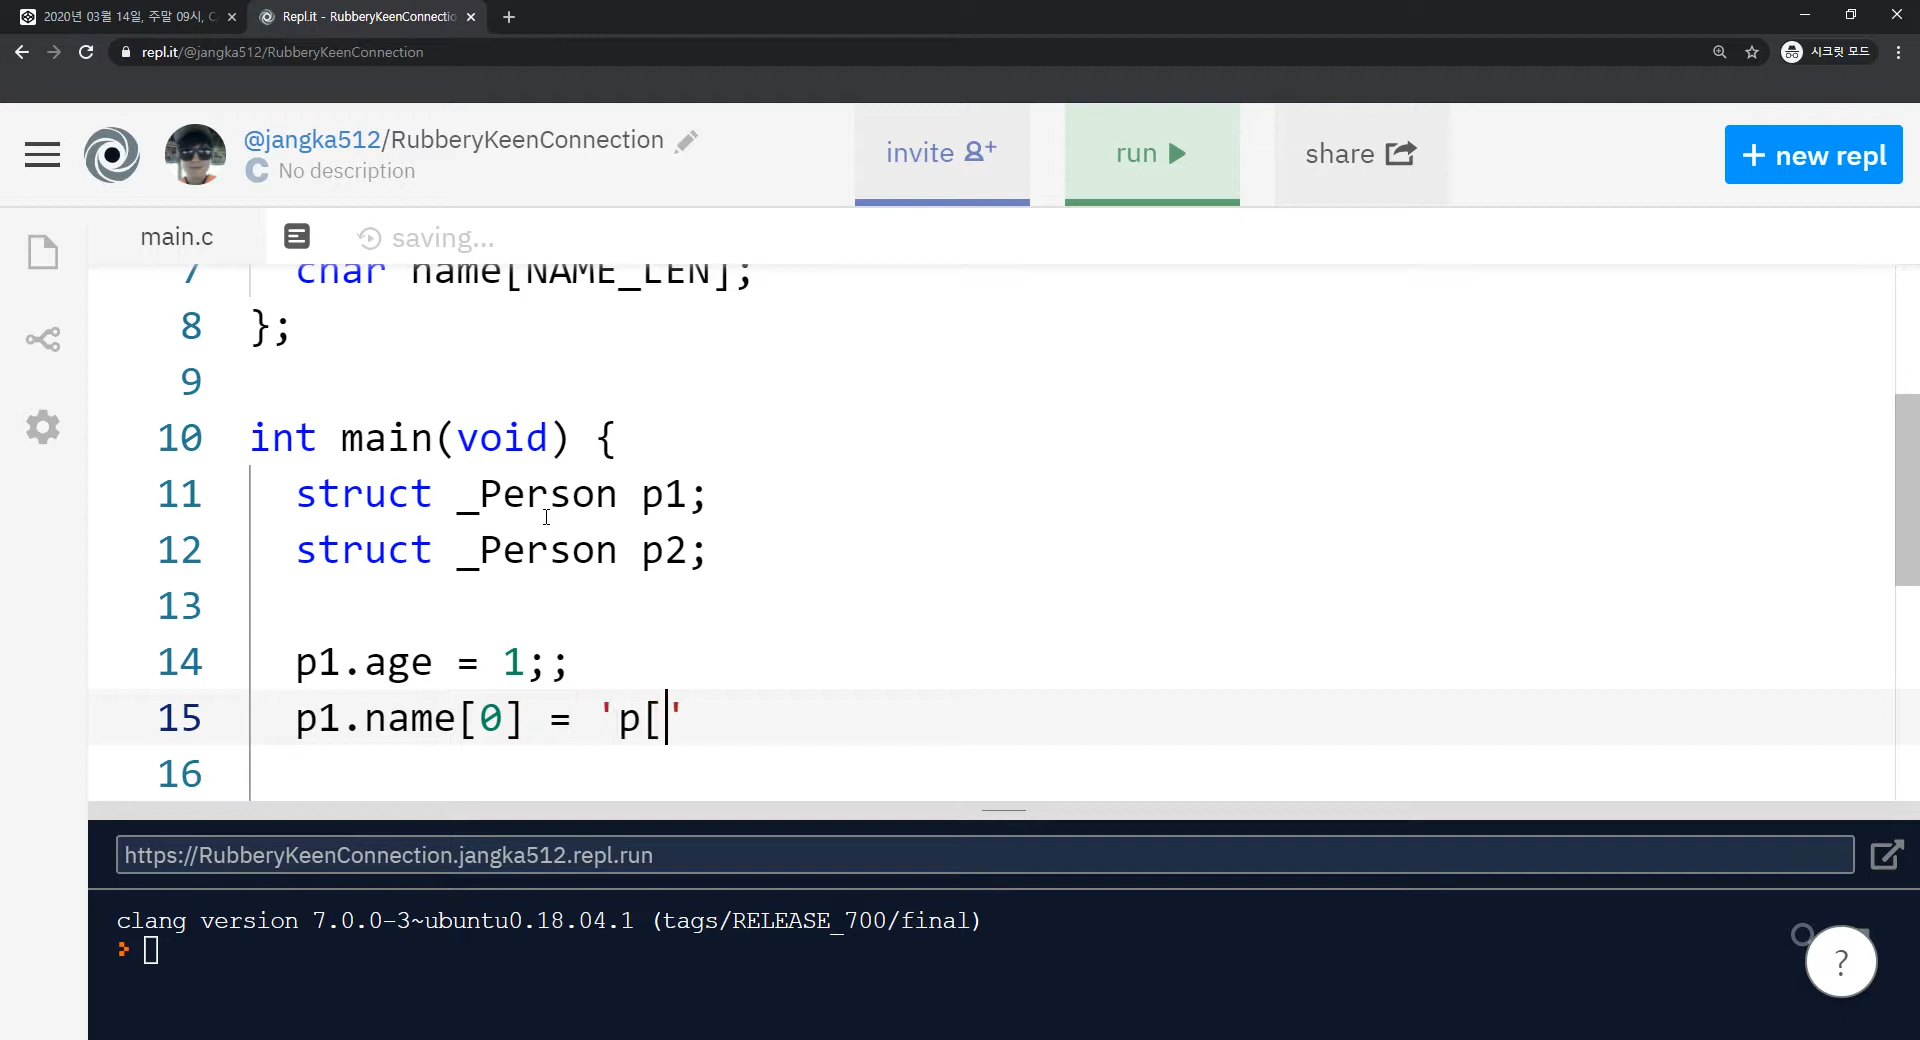 2020년 03월 14일, 주말 09시, C
Repl.it - RubberyKeenConnectio
repl.it/@jangka512/RubberyKeenConnection
시크릿 모드
@jangka512/RubberyKeenConnection
C No description
invite
run
share
+ new repl
main.c
saving...
7 char name[NAME_LEN];
8 };
9
10 int main(void) {
11 struct _Person p1;
12 struct _Person p2;
13
14 p1.age = 1;;
15 p1.name[0] = 'p['
16
https://RubberyKeenConnection.jangka512.repl.run
clang version 7.0.0-3~ubuntu0.18.04.1 (tags/RELEASE_700/final)
?